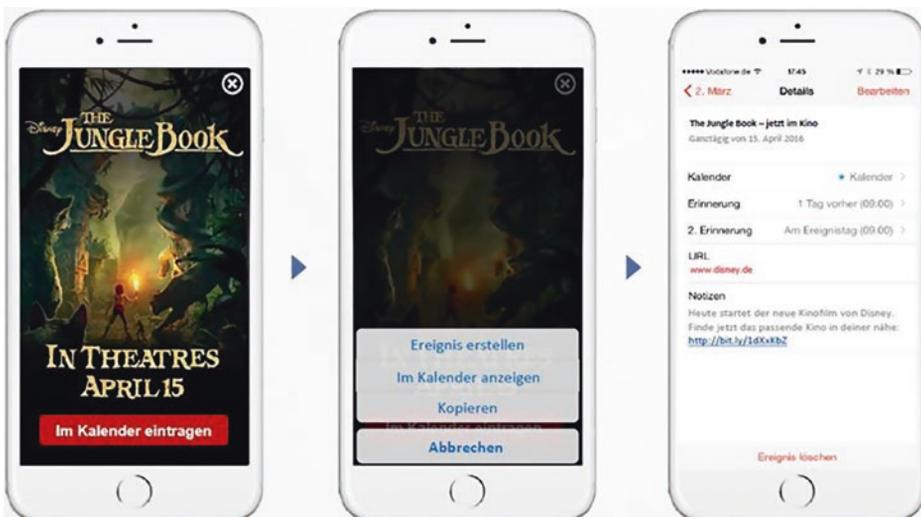 Disney
THE
JUNGLE BOOK
IN THEATRES
APRIL 15
Im Kalender eintragen
Disney
THE
JUNGLE BOOK
Ereignis erstellen
Im Kalender anzeigen
Kopieren
Im Kalender eintragen
Abbrechen
Vodafone.de 17:45 29 %
2. März Details Bearbeiten
The Jungle Book – jetzt im Kino
Ganztägig von 15. April 2016
Kalender Kalender
Erinnerung 1 Tag vorher (09:00)
2. Erinnerung Am Ereignistag (09:00)
URL
www.disney.de
Notizen
Heute startet der neue Kinofilm von Disney.
Finde jetzt das passende Kino in deiner nähe:
http://bit.ly/1dXxKbZ
Ereignis löschen